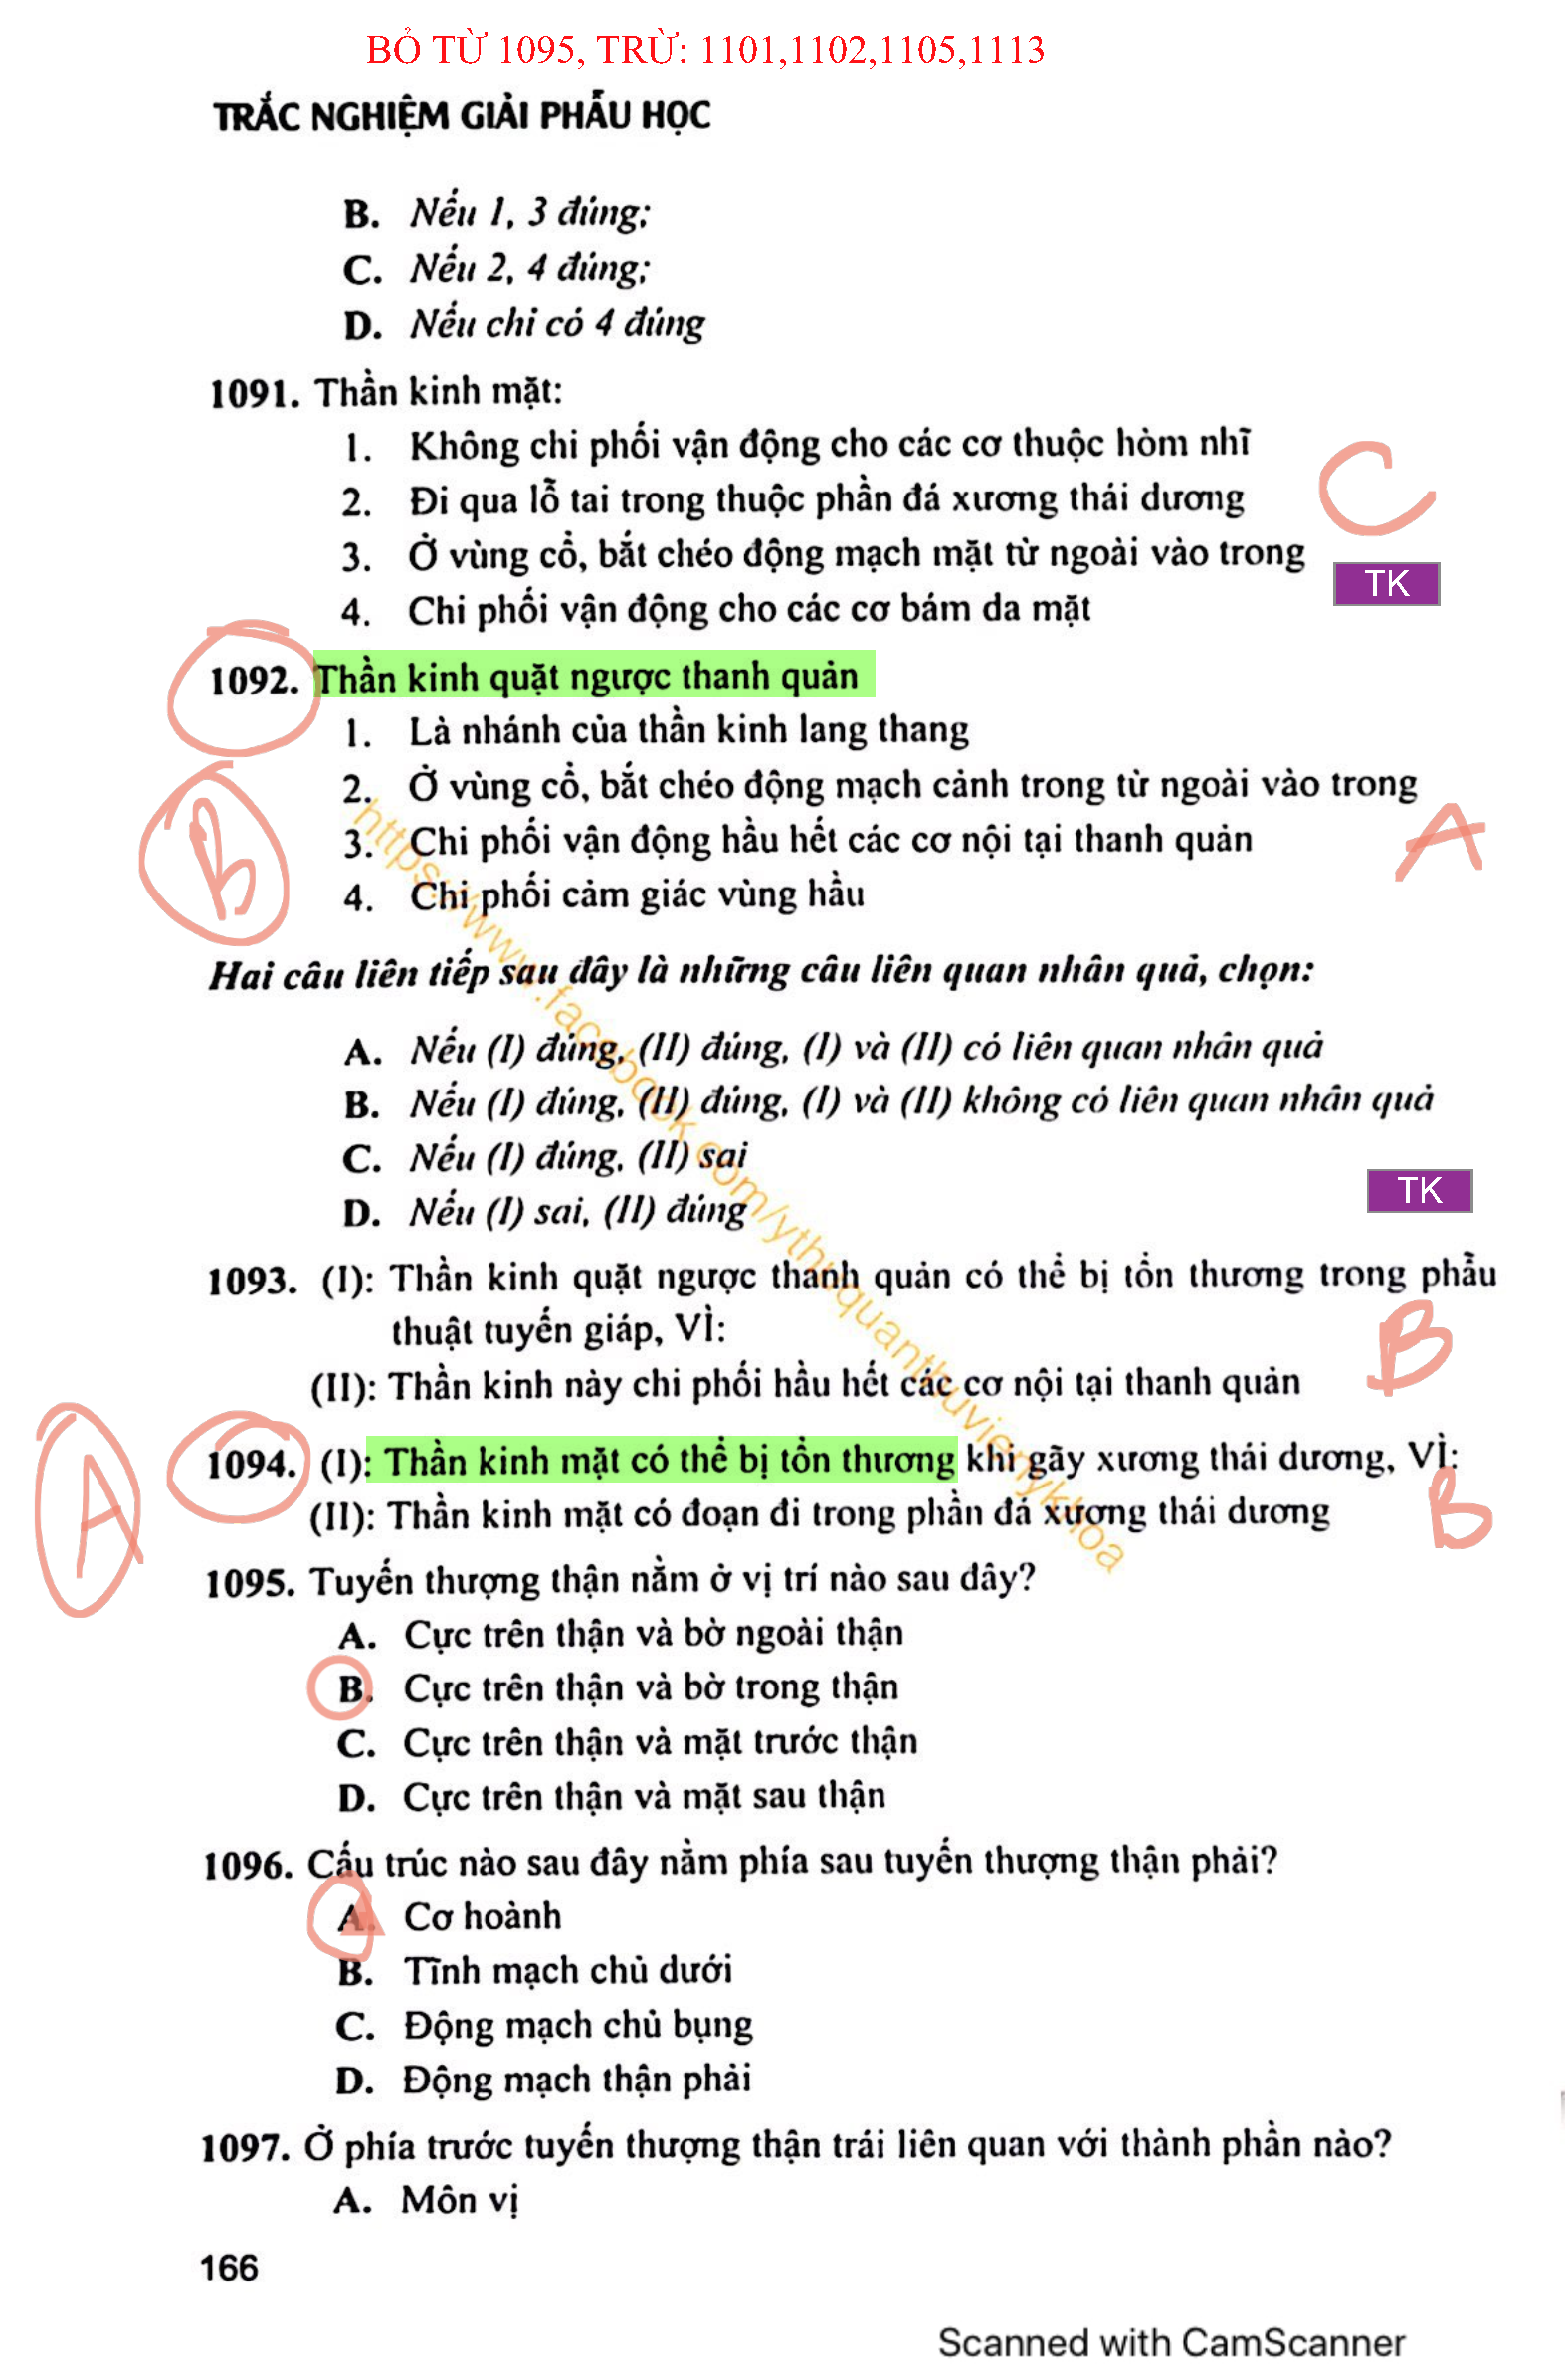 BỎ TỪ 1095, TRỪ: 1101,1102,1105,1113
TRẮC NGHIỆM GIẢI PHẪU HỌC
B. Nếu 1, 3 đúng;
C. Nếu 2, 4 đúng;
D. Nếu chỉ có 4 đúng
1091. Thần kinh mặt:
1. Không chi phối vận động cho các cơ thuộc hòm nhĩ
2. Đi qua lỗ tai trong thuộc phần đá xương thái dương
C
3. Ở vùng cổ, bắt chéo động mạch mặt từ ngoài vào trong
TK
4. Chi phối vận động cho các cơ bám da mặt
1092. Thần kinh quặt ngược thanh quản
1. Là nhánh của thần kinh lang thang
2. Ở vùng cổ, bắt chéo động mạch cảnh trong từ ngoài vào trong
3. Chi phối vận động hầu hết các cơ nội tại thanh quản
A
B
4. Chi phối cảm giác vùng hầu
https://www.facebook.com/ythuquanthuvienykhoa
Hai câu liên tiếp sau đây là những câu liên quan nhân quả, chọn:
A. Nếu (I) đúng, (II) đúng, (I) và (II) có liên quan nhân quả
B. Nếu (I) đúng, (II) đúng, (I) và (II) không có liên quan nhân quả
C. Nếu (I) đúng, (II) sai
TK
D. Nếu (I) sai, (II) đúng
1093. (I): Thần kinh quặt ngược thanh quản có thể bị tổn thương trong phẫu
thuật tuyến giáp, VÌ:
B
(II): Thần kinh này chi phối hầu hết các cơ nội tại thanh quản
1094. (I): Thần kinh mặt có thể bị tổn thương khi gãy xương thái dương, VÌ:
A
(II): Thần kinh mặt có đoạn đi trong phần đá xương thái dương
B
1095. Tuyến thượng thận nằm ở vị trí nào sau đây?
A. Cực trên thận và bờ ngoài thận
B. Cực trên thận và bờ trong thận
C. Cực trên thận và mặt trước thận
D. Cực trên thận và mặt sau thận
1096. Cấu trúc nào sau đây nằm phía sau tuyến thượng thận phải?
A. Cơ hoành
B. Tĩnh mạch chủ dưới
C. Động mạch chủ bụng
D. Động mạch thận phải
1097. Ở phía trước tuyến thượng thận trái liên quan với thành phần nào?
A. Môn vị
166
Scanned with CamScanner